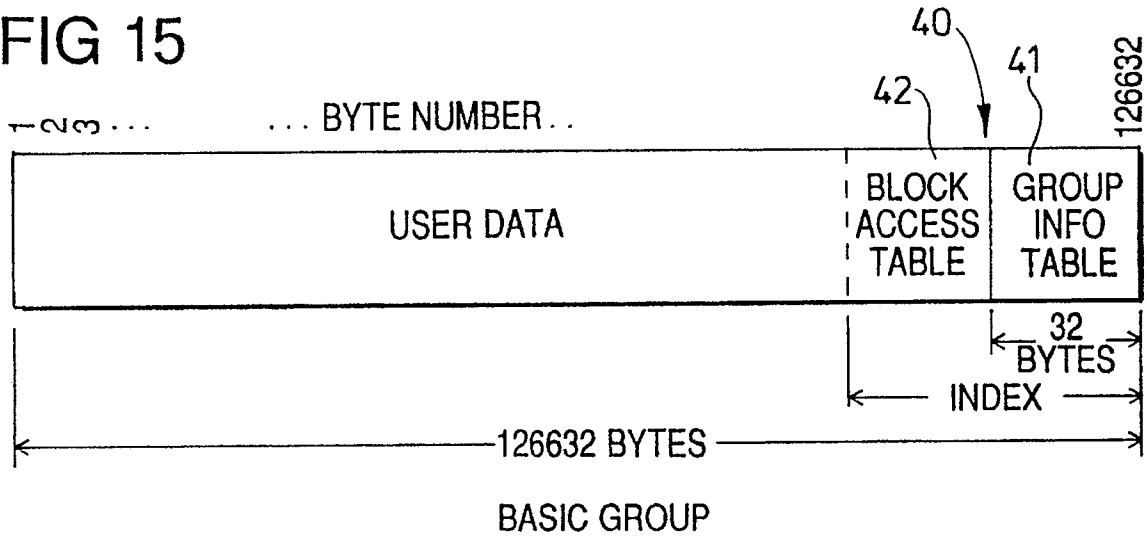 FIG 15
40
41
42
126632
1 2 3 ... ... BYTE NUMBER ..
USER DATA
BLOCK
ACCESS
TABLE
GROUP
INFO
TABLE
32
BYTES
INDEX
126632 BYTES
BASIC GROUP